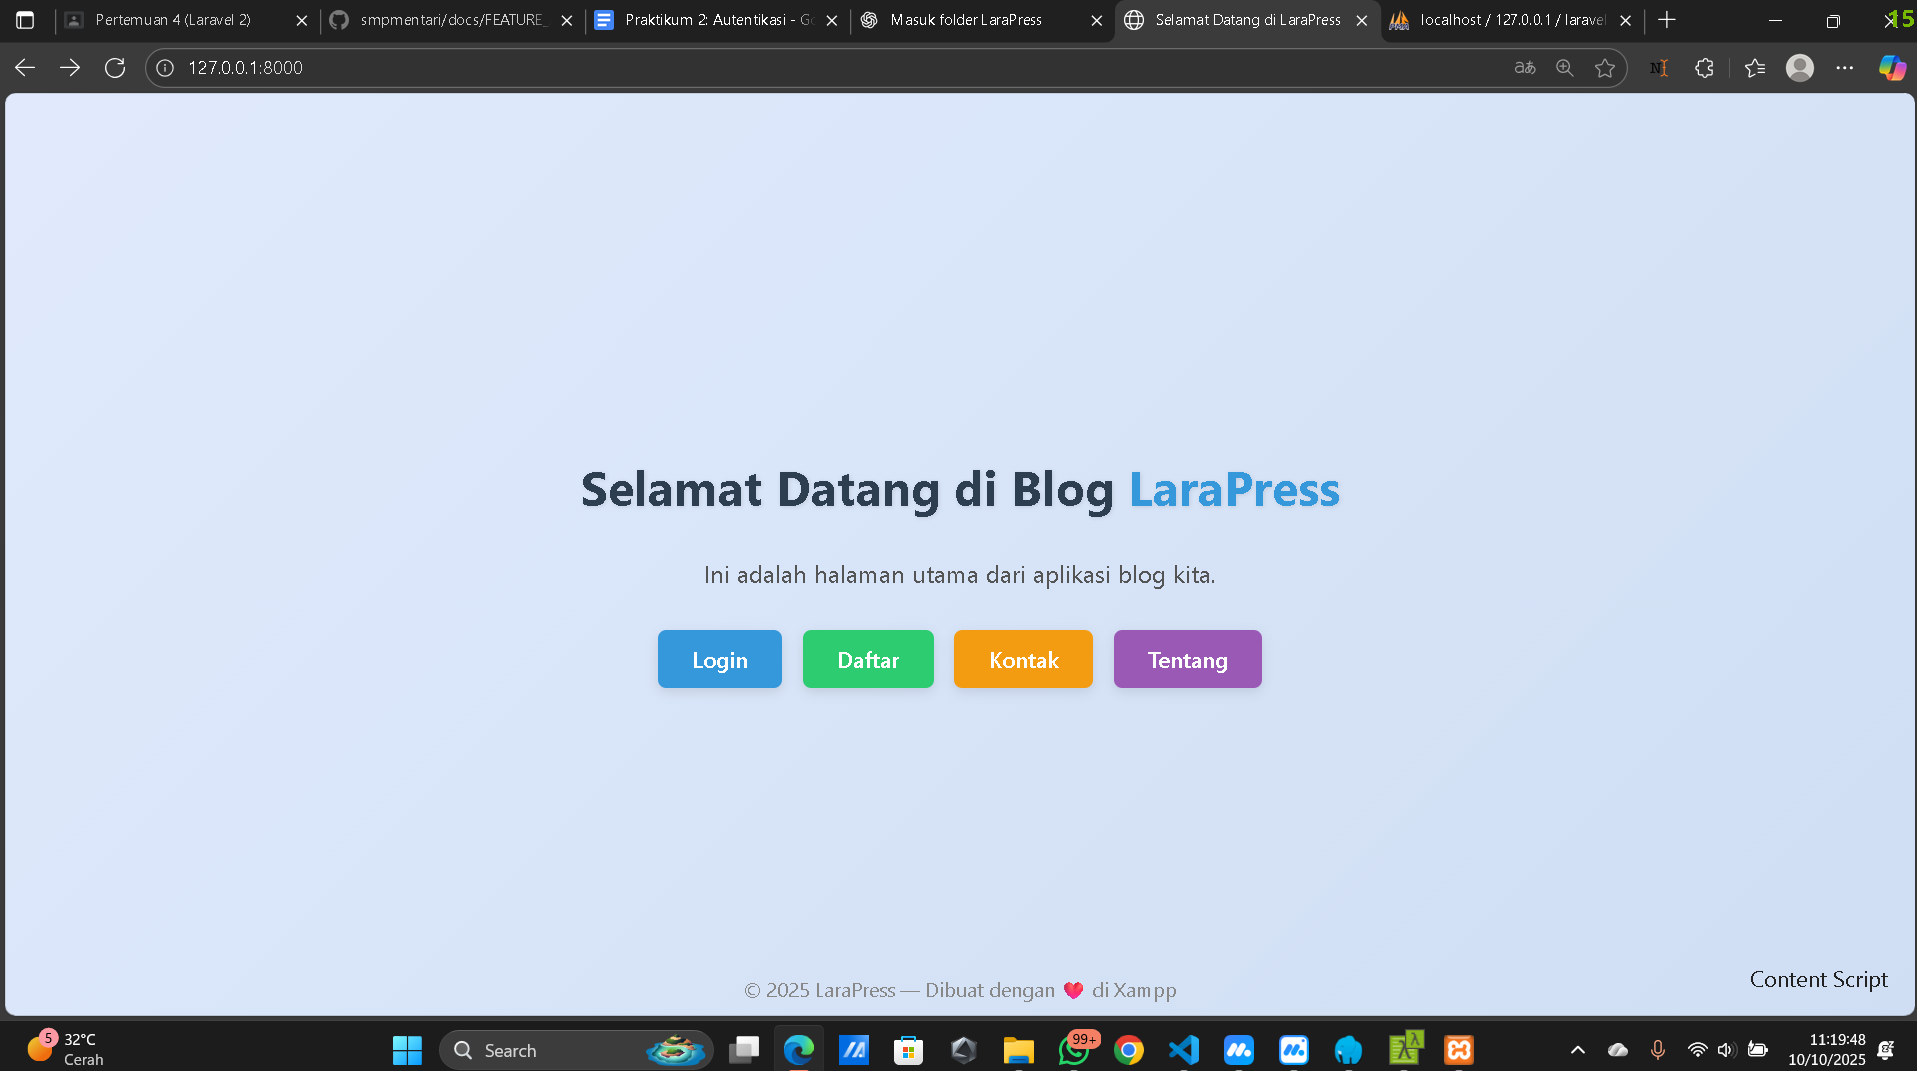 Pertemuan 4 (Laravel 2)
smpmentari/docs/FEATURE_
Praktikum 2: Autentikasi - Go
Masuk folder LaraPress
Selamat Datang di LaraPress
localhost / 127.0.0.1 / laravel
15
127.0.0.1:8000
Selamat Datang di Blog LaraPress
Ini adalah halaman utama dari aplikasi blog kita.
Login
Daftar
Kontak
Tentang
Content Script
© 2025 LaraPress — Dibuat dengan ❤ di Xampp
5
32°C
Cerah
Search
99+
11:19:48
10/10/2025